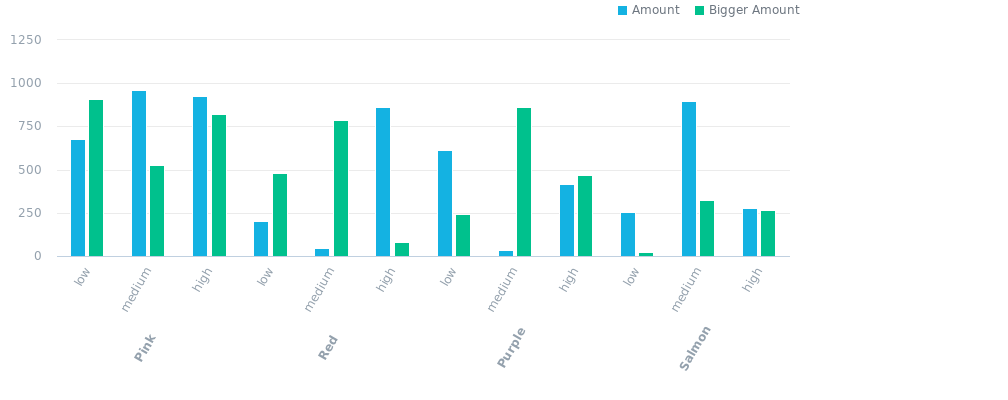 Amount Bigger Amount
1250
1000
750
500
250
0
low medium high low medium high low medium high low medium high
Pink Red Purple Salmon